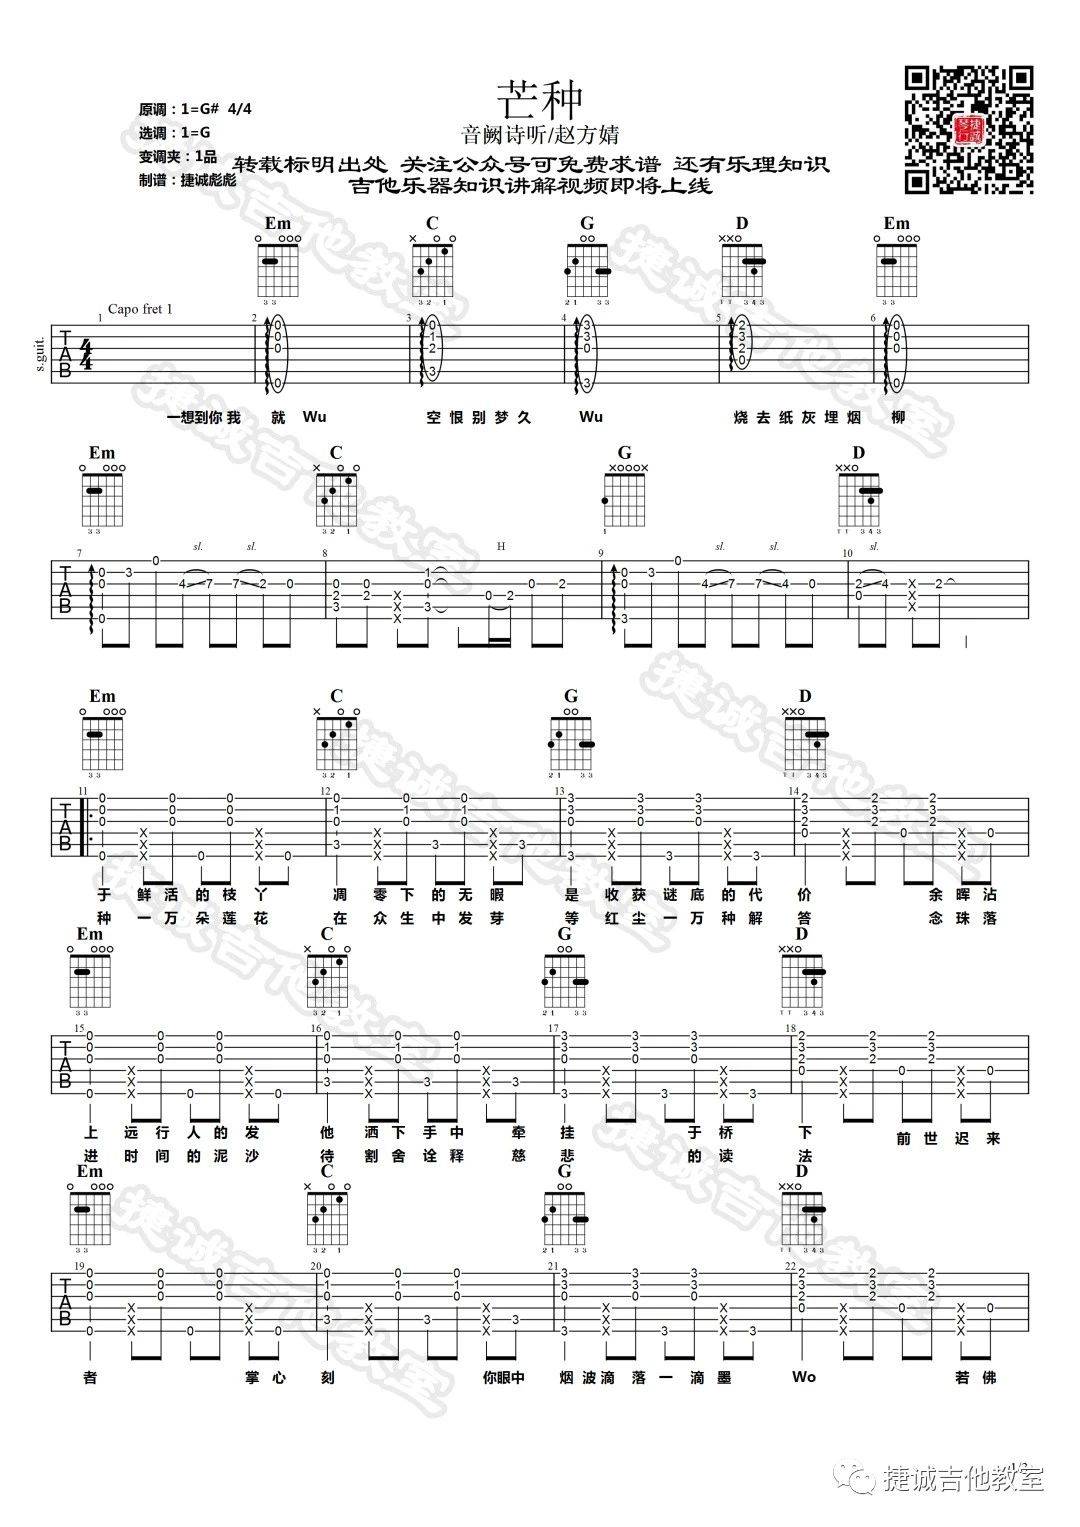 芒种
音阙诗听/赵方婧
原调：1=G# 4/4
选调：1=G
变调夹：1品
制谱：捷诚彪彪
转载标明出处 关注公众号可免费求谱 还有乐理知识
吉他乐器知识讲解视频即将上线
Em C G D Em
Capo fret 1
s.guit.
一想到你我 就 Wu 空恨别梦久 Wu 烧去纸灰埋烟 柳
Em C G D
sl. sl. H sl. sl. sl.
Em C G D
于 鲜活的枝丫 凋 零下的无暇 是 收获谜底的代 价 余晖沾
种 一万朵莲花 在 众生中发芽 等 红尘一万种解 答 念珠落
Em C G D
上 远行人的发 他 洒下手中 牵 挂 于桥 下 前世迟来
进 时间的泥沙 待 割舍诠释 慈 悲 的读 法
Em C G D
者 掌心刻 你眼中 烟波滴落一滴墨 Wo 若佛
1/2
捷诚吉他教室